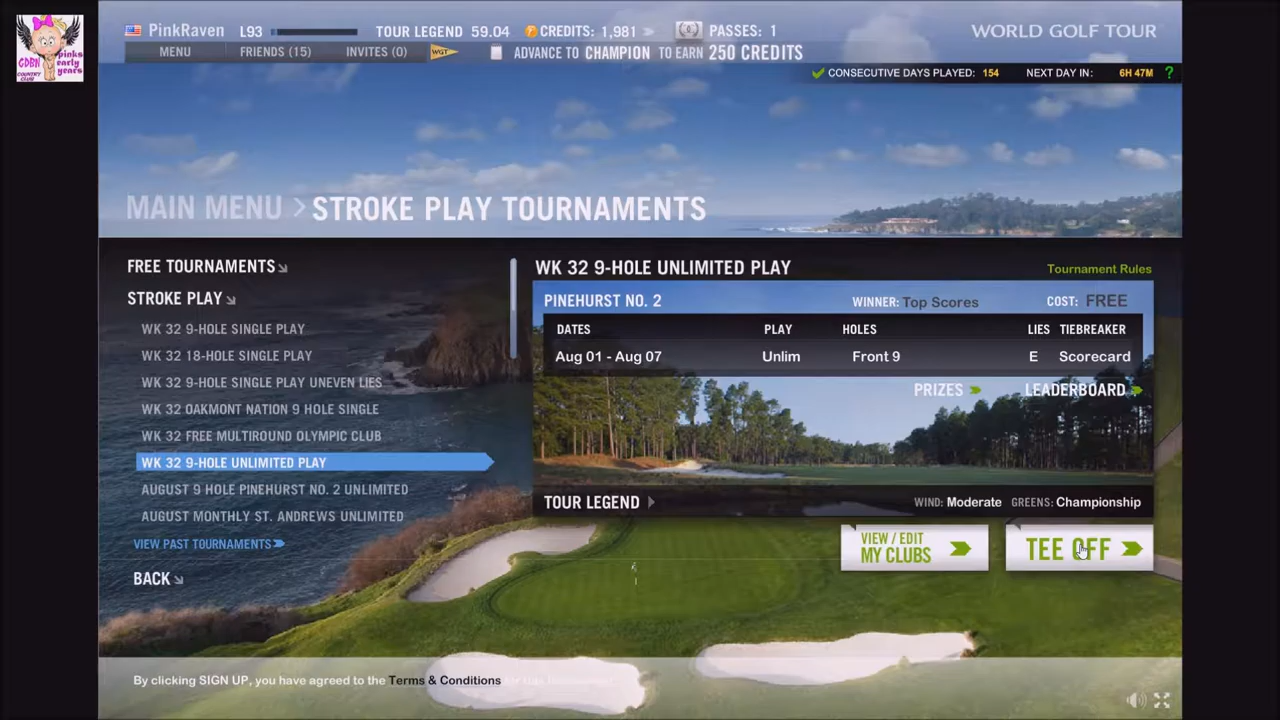 PinkRaven L93 TOUR LEGEND 59.04 CREDITS: 1,981 PASSES: 1 WORLD GOLF TOUR
MENU FRIENDS (15) INVITES (0) WGT ADVANCE TO CHAMPION TO EARN 250 CREDITS
CONSECUTIVE DAYS PLAYED: 154 NEXT DAY IN: 6H 47M ?
GDBN
COUNTRY CLUB
pinks
early
years
MAIN MENU > STROKE PLAY TOURNAMENTS
FREE TOURNAMENTS
STROKE PLAY
WK 32 9-HOLE SINGLE PLAY
WK 32 18-HOLE SINGLE PLAY
WK 32 9-HOLE SINGLE PLAY UNEVEN LIES
WK 32 OAKMONT NATION 9 HOLE SINGLE
WK 32 FREE MULTIROUND OLYMPIC CLUB
WK 32 9-HOLE UNLIMITED PLAY
AUGUST 9 HOLE PINEHURST NO. 2 UNLIMITED
AUGUST MONTHLY ST. ANDREWS UNLIMITED
VIEW PAST TOURNAMENTS
BACK
WK 32 9-HOLE UNLIMITED PLAY Tournament Rules
PINEHURST NO. 2 WINNER: Top Scores COST: FREE
DATES PLAY HOLES LIES TIEBREAKER
Aug 01 - Aug 07 Unlim Front 9 E Scorecard
PRIZES LEADERBOARD
TOUR LEGEND WIND: Moderate GREENS: Championship
VIEW / EDIT
MY CLUBS
TEE OFF
By clicking SIGN UP, you have agreed to the Terms & Conditions